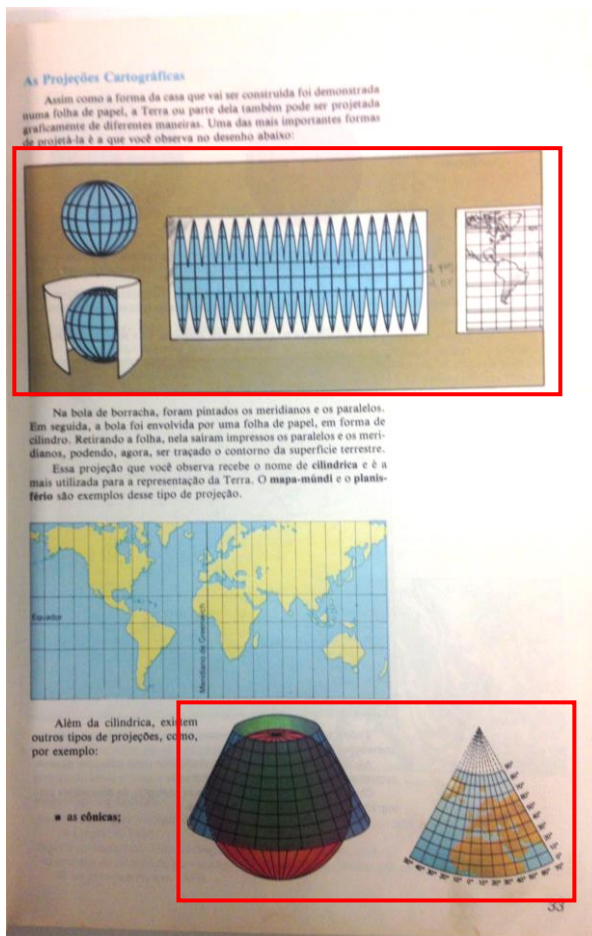 As Projeções Cartográficas
Assim como a forma da casa que vai ser construída foi demonstrada
numa folha de papel, a Terra ou parte dela também pode ser projetada
graficamente de diferentes maneiras. Uma das mais importantes formas
de projetá-la é a que você observa no desenho abaixo:
Na bola de borracha, foram pintados os meridianos e os paralelos.
Em seguida, a bola foi envolvida por uma folha de papel, em forma de
cilindro. Retirando a folha, nela saíram impressos os paralelos e os meri-
dianos, podendo, agora, ser traçado o contorno da superfície terrestre.
Essa projeção que você observa recebe o nome de cilíndrica e é a
mais utilizada para a representação da Terra. O mapa-múndi e o planis-
fério são exemplos desse tipo de projeção.
Equador
Meridiano de Greenwich
Além da cilíndrica, existem
outros tipos de projeções, como,
por exemplo:
■ as cônicas;
33